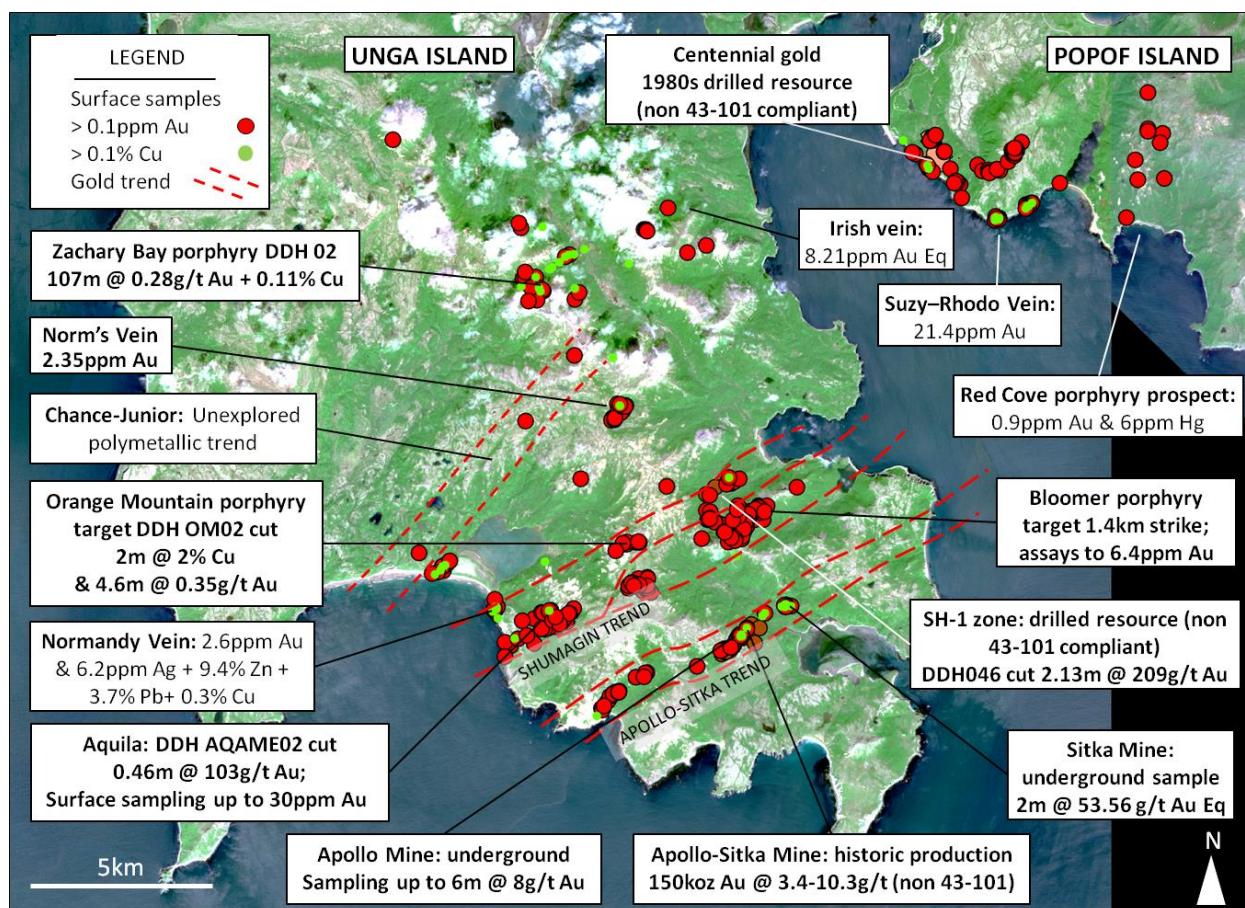 LEGEND
Surface samples
> 0.1ppm Au
> 0.1% Cu
Gold trend
UNGA ISLAND
Centennial gold
1980s drilled resource
(non 43-101 compliant)
POPOF ISLAND
Zachary Bay porphyry DDH 02
107m @ 0.28g/t Au + 0.11% Cu
Irish vein:
8.21ppm Au Eq
Suzy–Rhodo Vein:
21.4ppm Au
Norm's Vein
2.35ppm Au
Red Cove porphyry prospect:
0.9ppm Au & 6ppm Hg
Chance-Junior: Unexplored
polymetallic trend
Orange Mountain porphyry
target DDH OM02 cut
2m @ 2% Cu
& 4.6m @ 0.35g/t Au
Bloomer porphyry
target 1.4km strike;
assays to 6.4ppm Au
Normandy Vein: 2.6ppm Au
& 6.2ppm Ag + 9.4% Zn +
3.7% Pb+ 0.3% Cu
SHUMAGIN TREND
APOLLO-SITKA TREND
SH-1 zone: drilled resource (non
43-101 compliant)
DDH046 cut 2.13m @ 209g/t Au
Aquila: DDH AQAME02 cut
0.46m @ 103g/t Au;
Surface sampling up to 30ppm Au
Sitka Mine:
underground sample
2m @ 53.56 g/t Au Eq
Apollo Mine: underground
Sampling up to 6m @ 8g/t Au
Apollo-Sitka Mine: historic production
150koz Au @ 3.4-10.3g/t (non 43-101)
5km
N